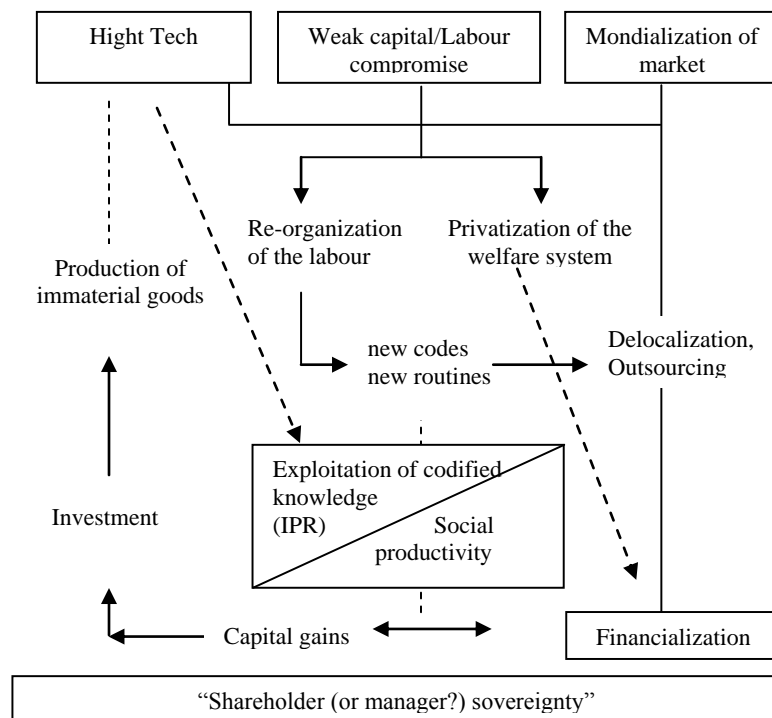 Hight Tech
Weak capital/Labour
compromise
Mondialization of
market
Re-organization
of the labour
Privatization of the
welfare system
Production of
immaterial goods
new codes
new routines
Delocalization,
Outsourcing
Exploitation of codified
knowledge
(IPR)
Social
productivity
Investment
Capital gains
Financialization
“Shareholder (or manager?) sovereignty”